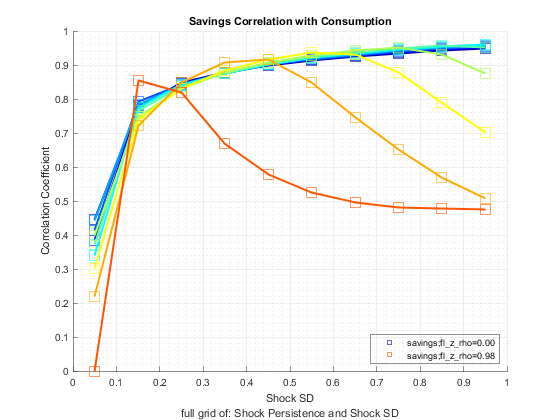 Savings Correlation with Consumption
1
0.9
0.8
0.7
0.6
0.5
0.4
0.3
0.2
0.1
0
Correlation Coefficient
savings;fl_z_rho=0.00
savings;fl_z_rho=0.98
0 0.1 0.2 0.3 0.4 0.5 0.6 0.7 0.8 0.9 1
Shock SD
full grid of: Shock Persistence and Shock SD